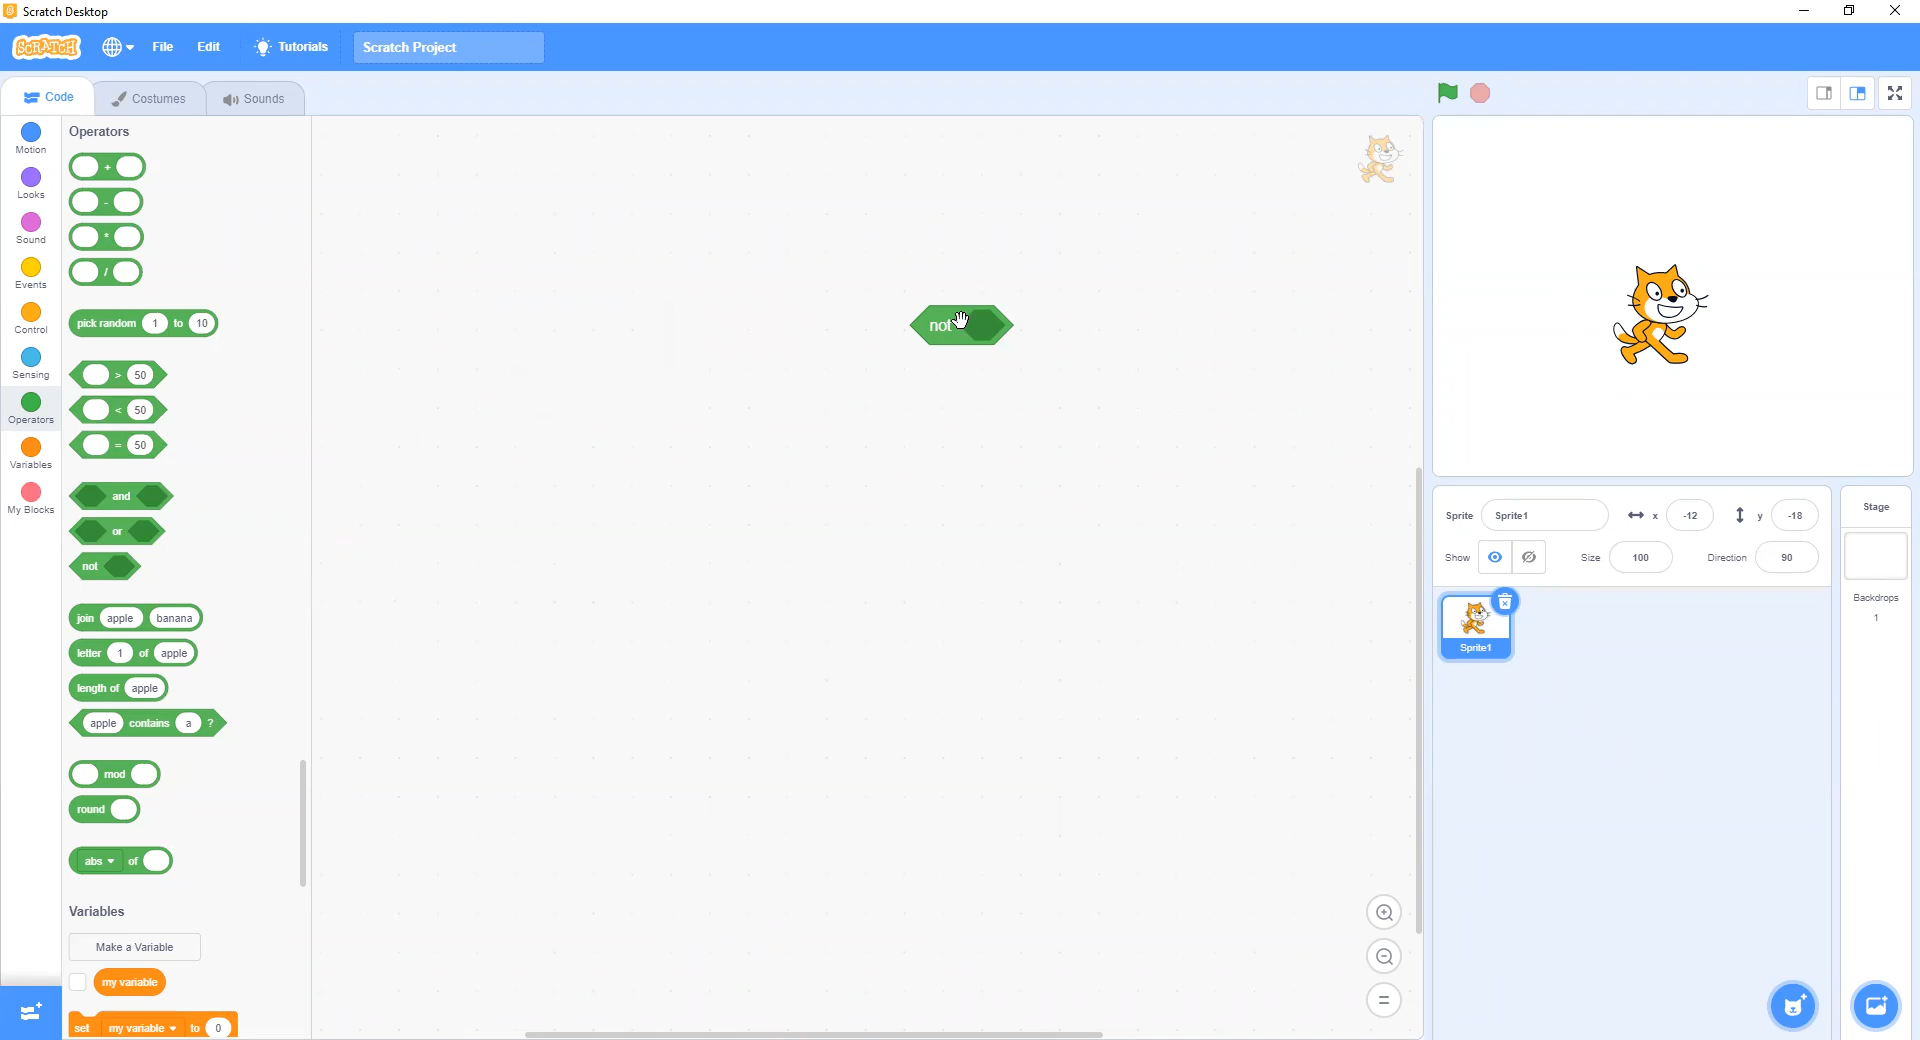 Scratch Desktop
SCRATCH File Edit Tutorials Scratch Project
Code Costumes Sounds
Motion
Looks
Sound
Events
Control
Sensing
Operators
Variables
My Blocks
Operators
+
-
*
/
pick random 1 to 10
> 50
< 50
= 50
and
or
not
join apple banana
letter 1 of apple
length of apple
apple contains a ?
mod
round
abs of
Variables
Make a Variable
my variable
set my variable to 0
not
=
Sprite Sprite1 x -12 y -18
Show Size 100 Direction 90
Sprite1
Stage
Backdrops
1